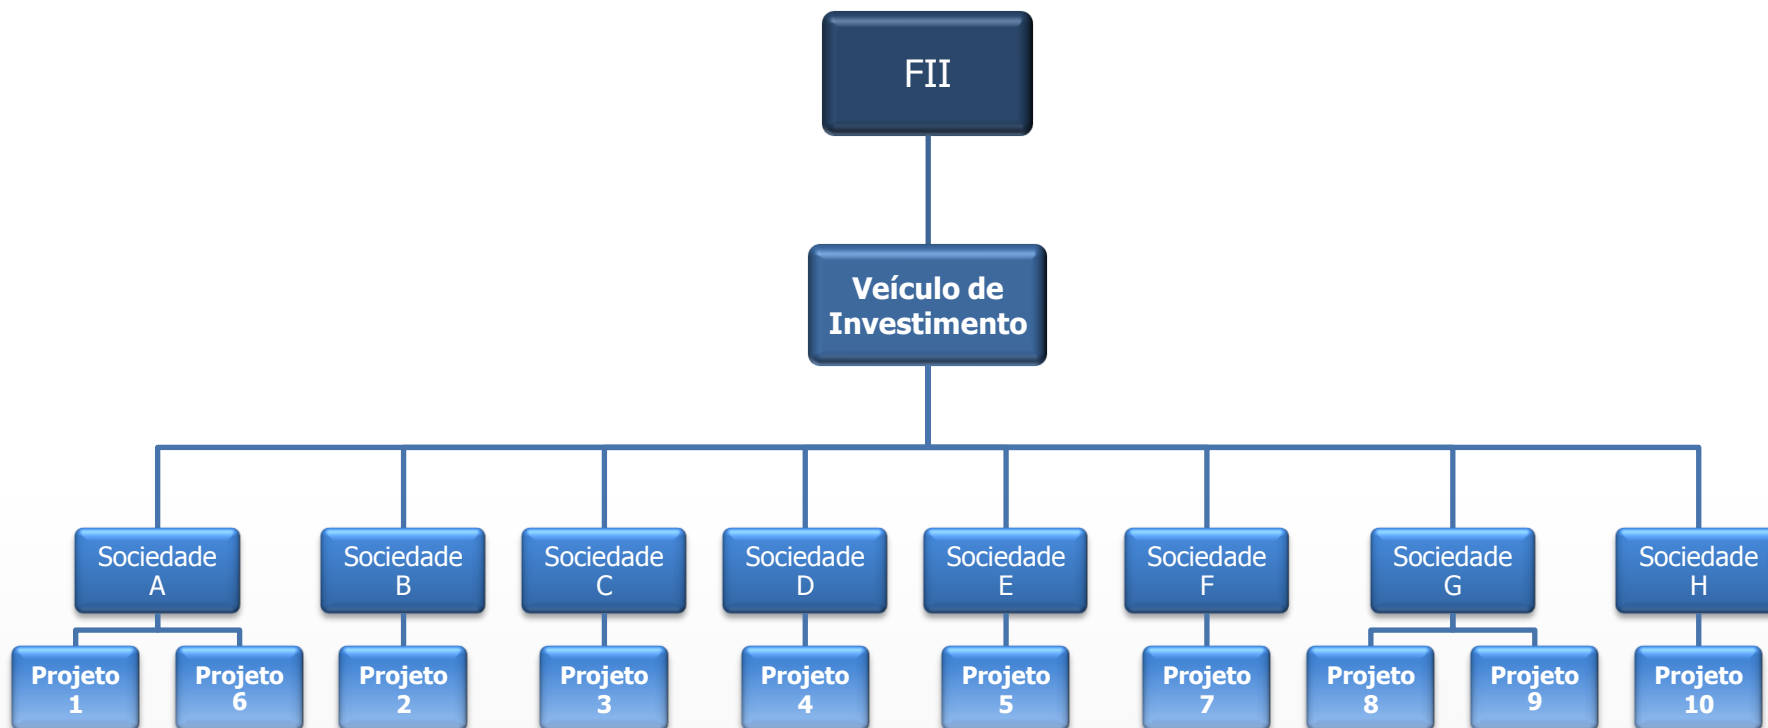 FII
Veículo de
Investimento
Sociedade
A
Sociedade
B
Sociedade
C
Sociedade
D
Sociedade
E
Sociedade
F
Sociedade
G
Sociedade
H
Projeto
1
Projeto
6
Projeto
2
Projeto
3
Projeto
4
Projeto
5
Projeto
7
Projeto
8
Projeto
9
Projeto
10